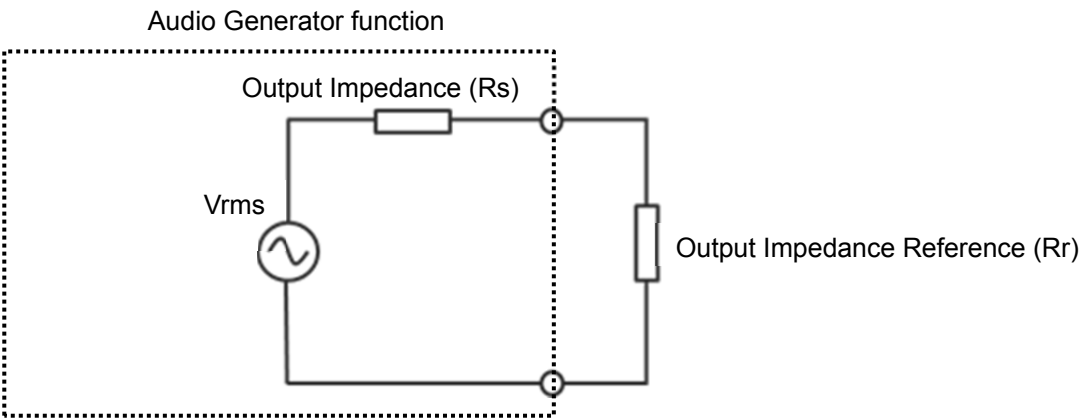 Audio Generator function
Output Impedance (Rs)
Vrms
Output Impedance Reference (Rr)